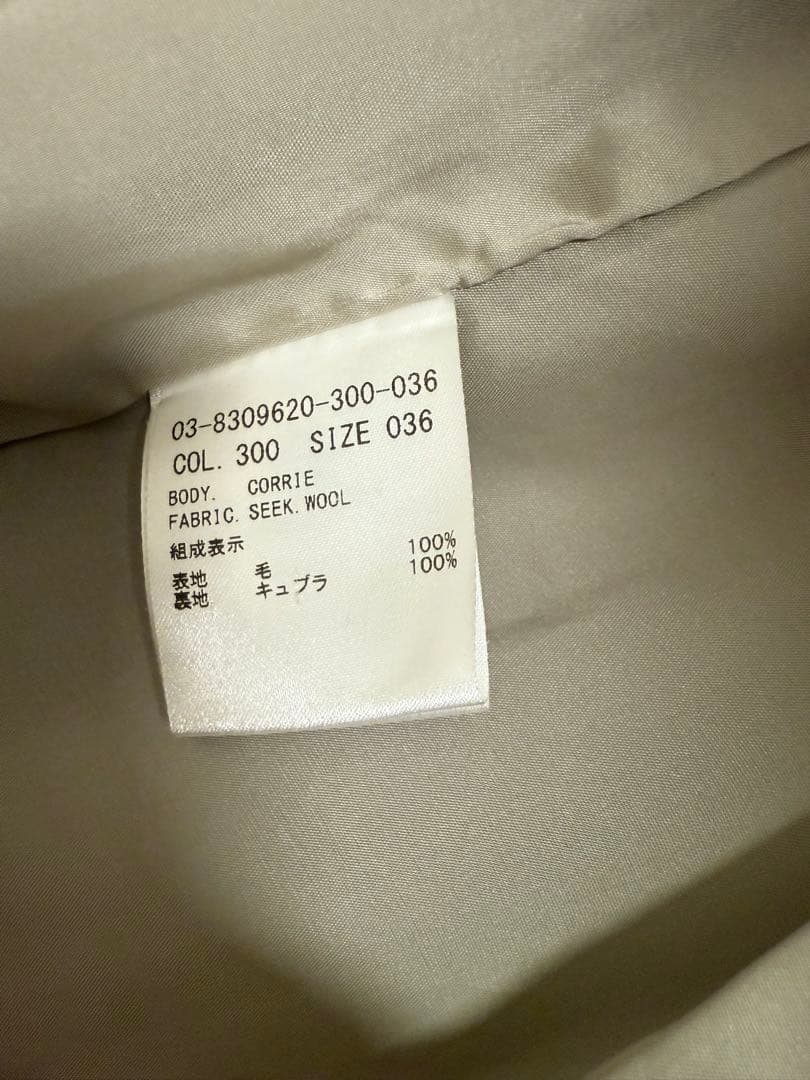 03-8309620-300-036
COL. 300 SIZE 036
BODY. CORRIE
FABRIC. SEEK.WOOL
組成表示
表地 毛 100%
裏地 キュプラ 100%